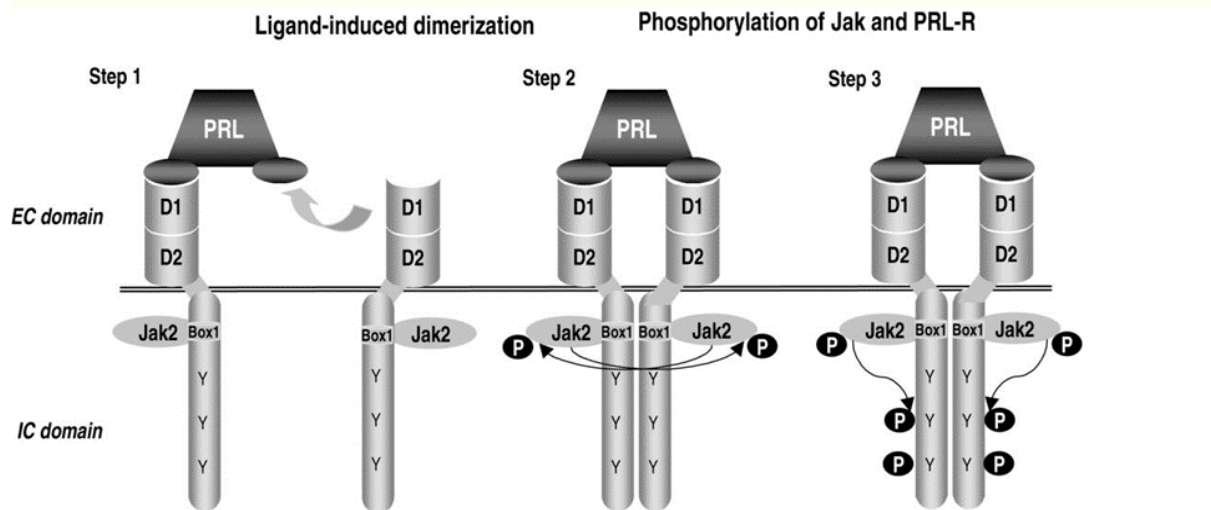 Ligand-induced dimerization
Phosphorylation of Jak and PRL-R
Step 1
Step 2
Step 3
PRL
PRL
PRL
EC domain
D1
D1
D1
D1
D1
D1
D2
D2
D2
D2
D2
D2
Jak2 Box1
Box1 Jak2
P Jak2 Box1 Box1 Jak2 P
P Jak2 Box1 Box1 Jak2 P
Y
Y
Y
Y
Y
Y
IC domain
Y
Y
Y
Y
P Y Y P
Y
Y
Y
Y
P Y Y P